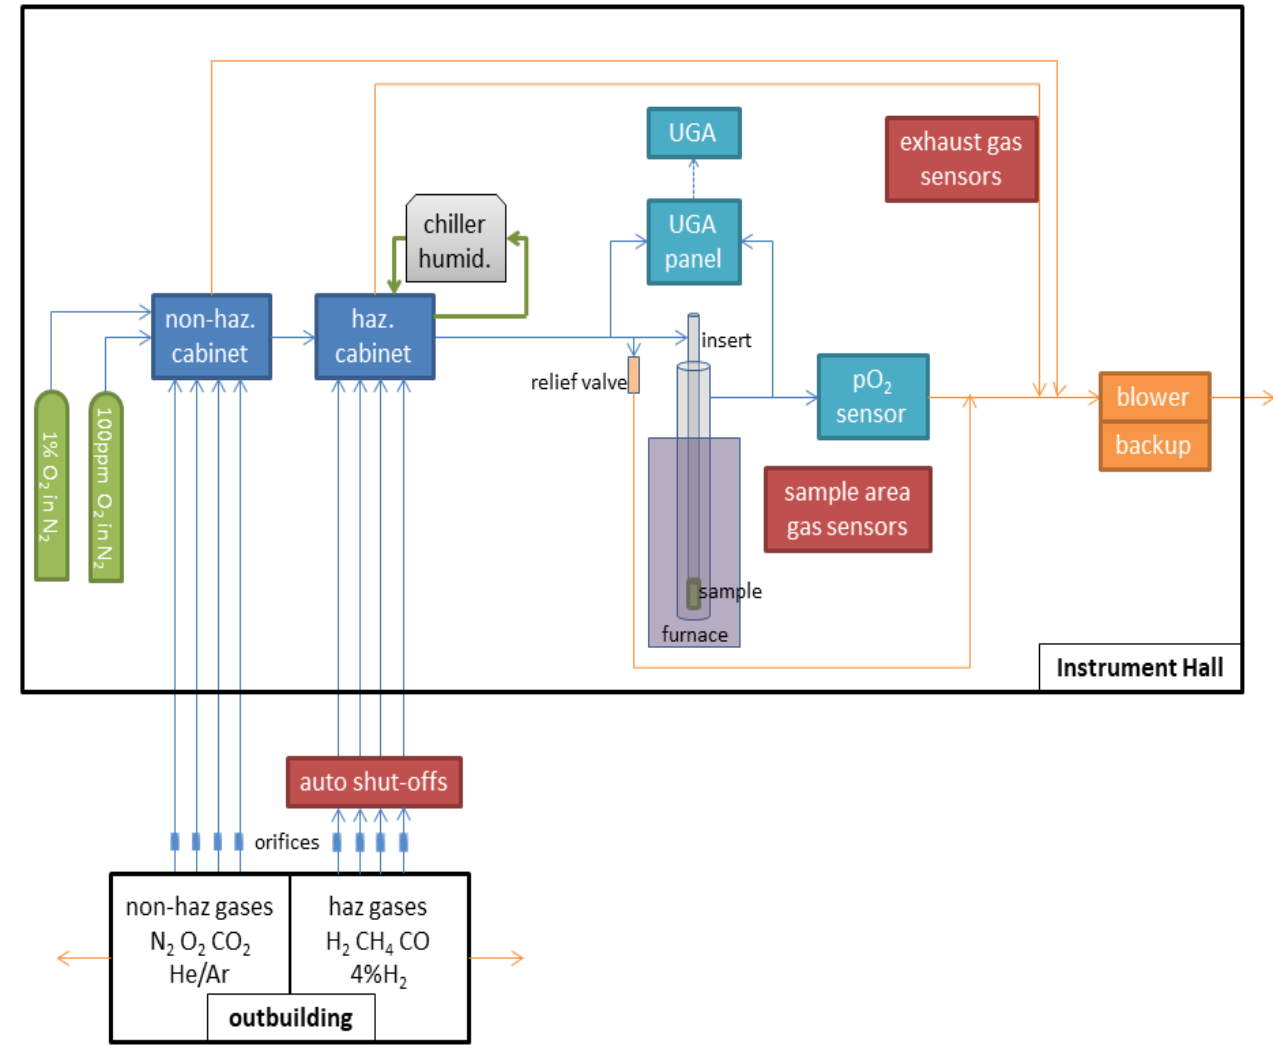 UGA
exhaust gas
sensors
chiller
humid.
UGA
panel
non-haz.
cabinet
haz.
cabinet
insert
relief valve
pO₂
sensor
blower
backup
1% O₂ in N₂
100ppm O₂ in N₂
sample area
gas sensors
sample
furnace
Instrument Hall
auto shut-offs
orifices
non-haz gases
N₂ O₂ CO₂
He/Ar
haz gases
H₂ CH₄ CO
4%H₂
outbuilding